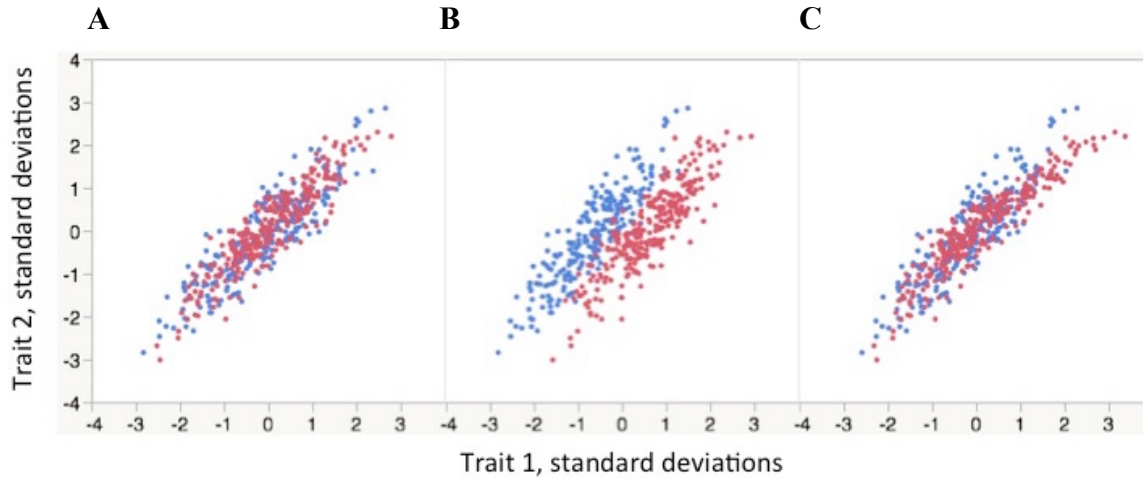 A B C
Trait 2, standard deviations
4
3
2
1
0
-1
-2
-3
-4
-4 -3 -2 -1 0 1 2 3 -4 -3 -2 -1 0 1 2 3 -4 -3 -2 -1 0 1 2 3
Trait 1, standard deviations